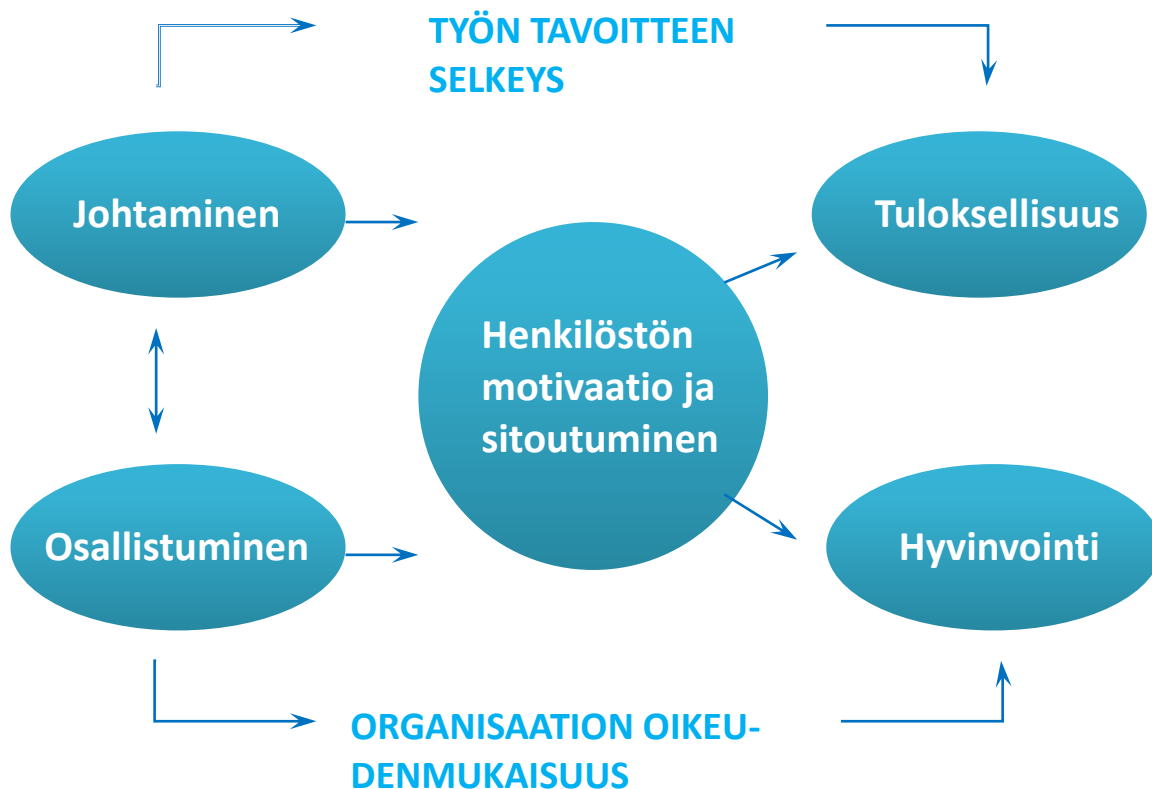 TYÖN TAVOITTEEN
SELKEYS
Johtaminen
Tuloksellisuus
Henkilöstön
motivaatio ja
sitoutuminen
Osallistuminen
Hyvinvointi
ORGANISAATION OIKEU-
DENMUKAISUUS